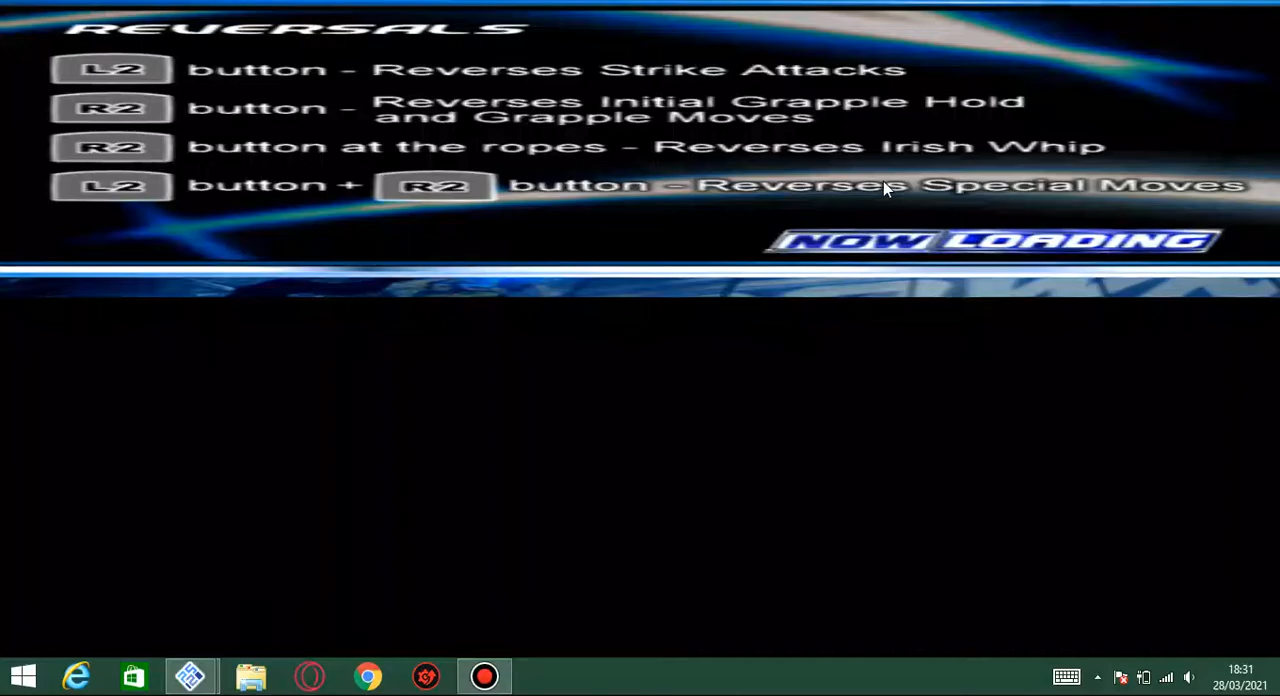 REVERSALS
L2 button - Reverses Strike Attacks
R2 button - Reverses Initial Grapple Hold
and Grapple Moves
R2 button at the ropes - Reverses Irish Whip
L2 button + R2 button - Reverses Special Moves
NOW LOADING
18:31
28/03/2021